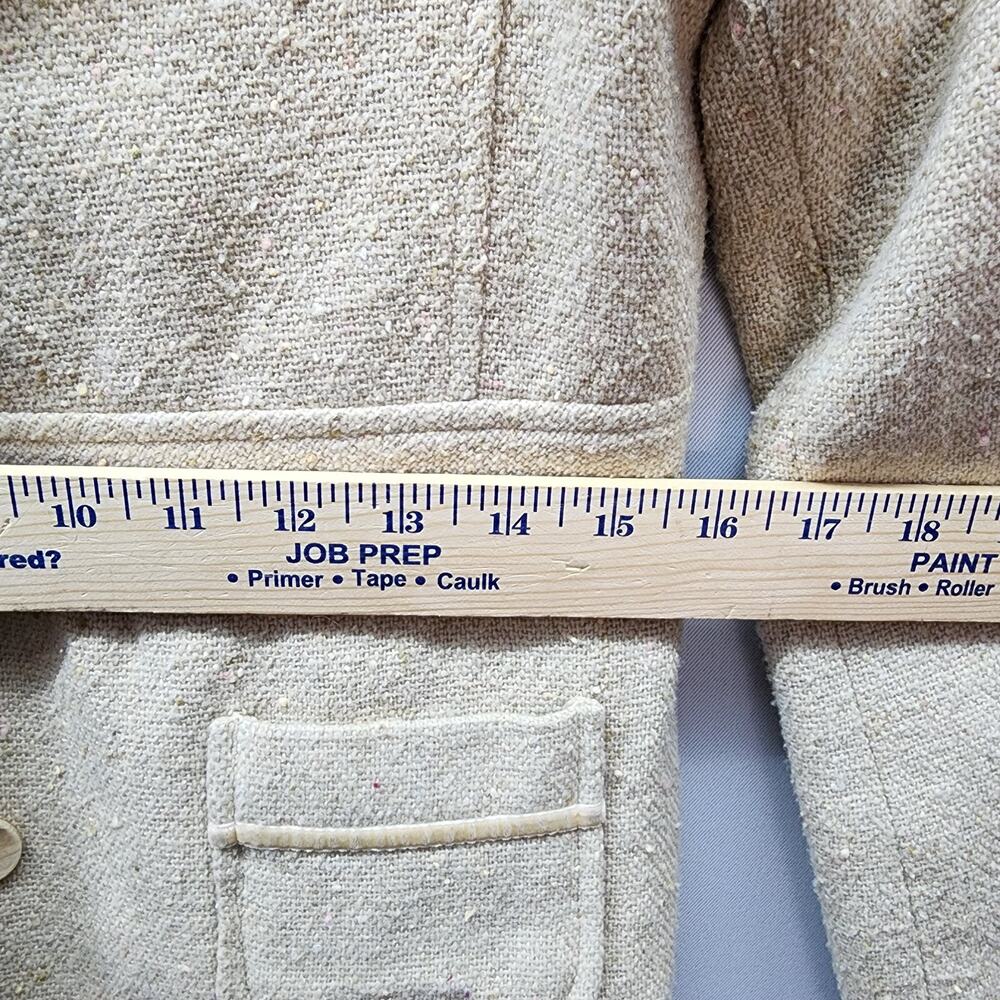 10 11 12 13 14 15 16 17 18
red? JOB PREP PAINT
• Primer • Tape • Caulk • Brush • Roller